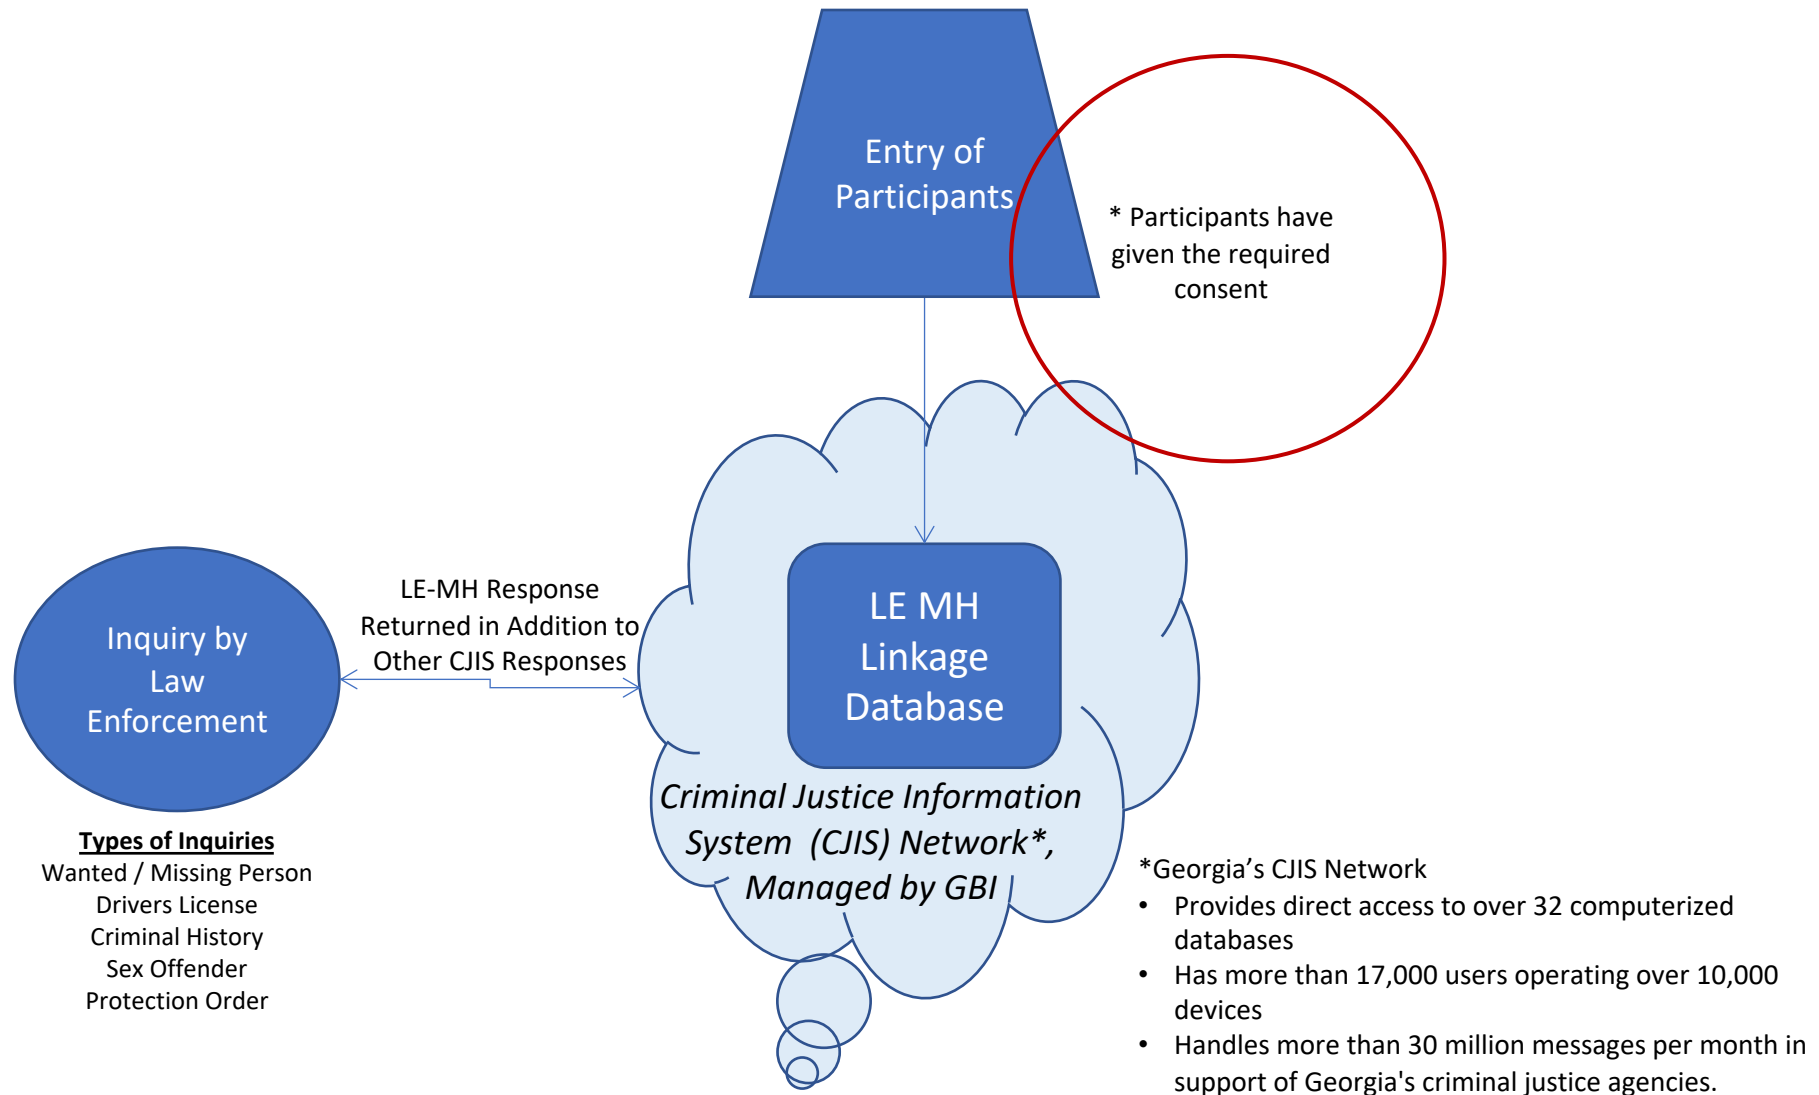 Entry of
Participants
* Participants have
given the required
consent
LE-MH Response
Returned in Addition to
Other CJIS Responses
Inquiry by
Law
Enforcement
LE MH
Linkage
Database
Criminal Justice Information
System (CJIS) Network*,
Managed by GBI
Types of Inquiries
Wanted / Missing Person
Drivers License
Criminal History
Sex Offender
Protection Order
*Georgia’s CJIS Network
• Provides direct access to over 32 computerized
databases
• Has more than 17,000 users operating over 10,000
devices
• Handles more than 30 million messages per month in
support of Georgia's criminal justice agencies.